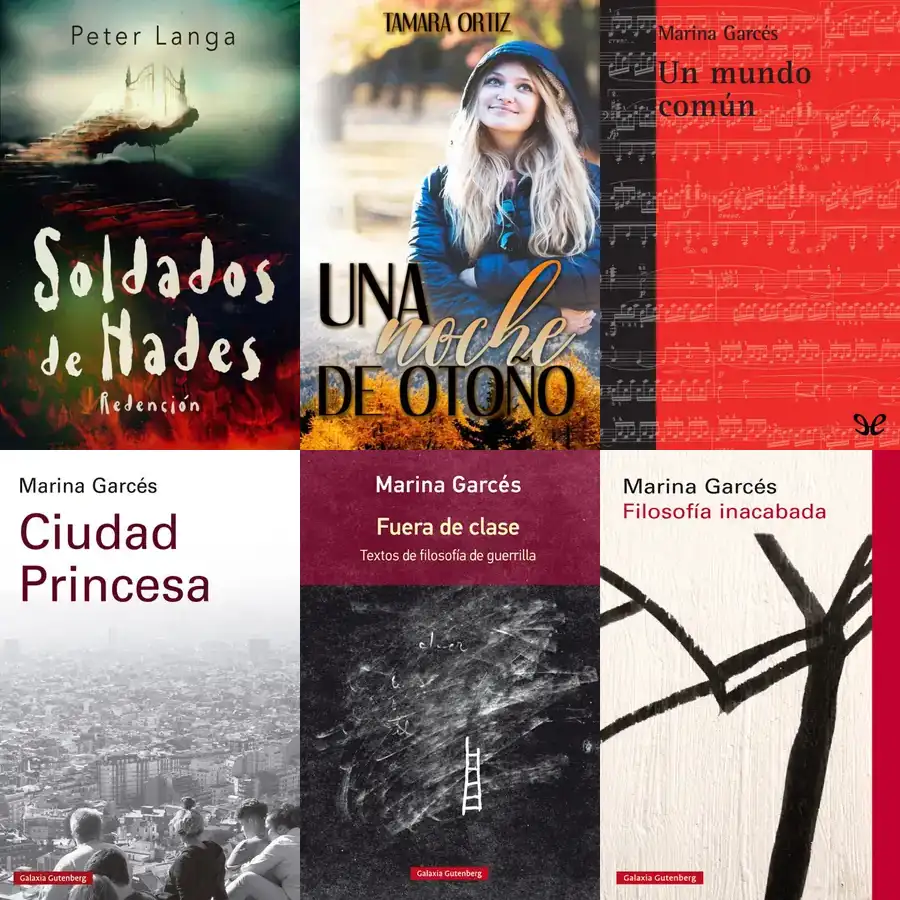 Peter Langa
Soldados
de Hades
Redención
TAMARA ORTIZ
UNA
noche
DE OTOÑO
Marina Garcés
Un mundo
común
Marina Garcés
Ciudad
Princesa
Galaxia Gutenberg
Marina Garcés
Fuera de clase
Textos de filosofía de guerrilla
Galaxia Gutenberg
Marina Garcés
Filosofía inacabada
Galaxia Gutenberg